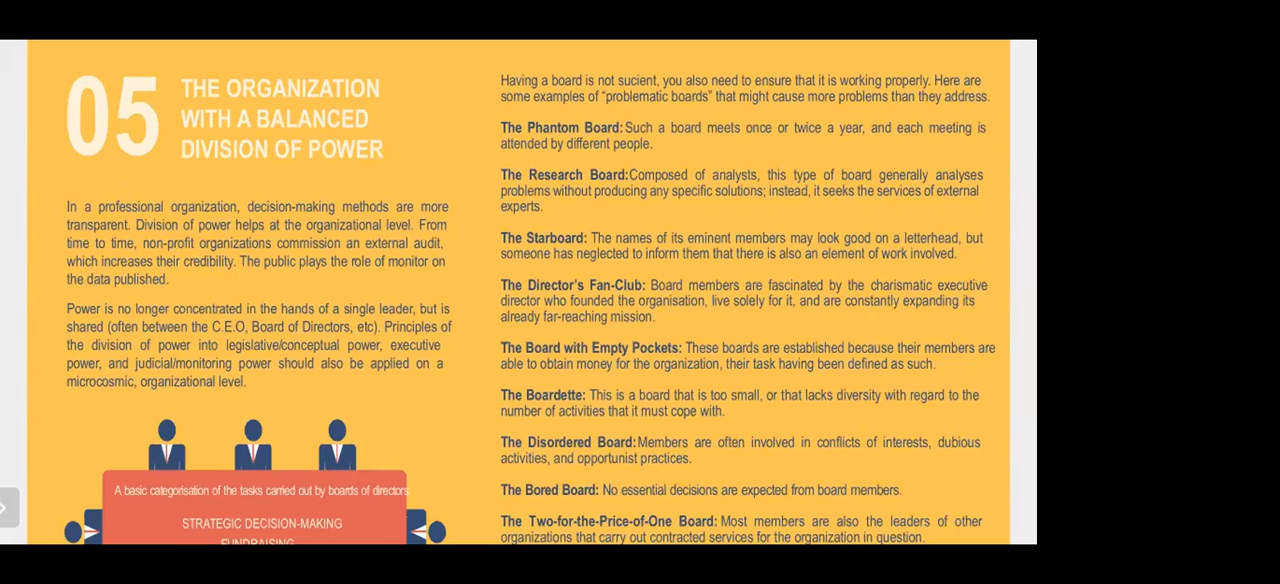 05
THE ORGANIZATION
WITH A BALANCED
DIVISION OF POWER
In a professional organization, decision-making methods are more
transparent. Division of power helps at the organizational level. From
time to time, non-profit organizations commission an external audit,
which increases their credibility. The public plays the role of monitor on
the data published.
Power is no longer concentrated in the hands of a single leader, but is
shared (often between the C.E.O, Board of Directors, etc). Principles of
the division of power into legislative/conceptual power, executive
power, and judicial/monitoring power should also be applied on a
microcosmic, organizational level.
A basic categorisation of the tasks carried out by boards of directors:
STRATEGIC DECISION-MAKING
FUNDRAISING
Having a board is not sucient, you also need to ensure that it is working properly. Here are
some examples of “problematic boards” that might cause more problems than they address.
The Phantom Board: Such a board meets once or twice a year, and each meeting is
attended by different people.
The Research Board:Composed of analysts, this type of board generally analyses
problems without producing any specific solutions; instead, it seeks the services of external
experts.
The Starboard: The names of its eminent members may look good on a letterhead, but
someone has neglected to inform them that there is also an element of work involved.
The Director’s Fan-Club: Board members are fascinated by the charismatic executive
director who founded the organisation, live solely for it, and are constantly expanding its
already far-reaching mission.
The Board with Empty Pockets: These boards are established because their members are
able to obtain money for the organization, their task having been defined as such.
The Boardette: This is a board that is too small, or that lacks diversity with regard to the
number of activities that it must cope with.
The Disordered Board:Members are often involved in conflicts of interests, dubious
activities, and opportunist practices.
The Bored Board: No essential decisions are expected from board members.
The Two-for-the-Price-of-One Board: Most members are also the leaders of other
organizations that carry out contracted services for the organization in question.